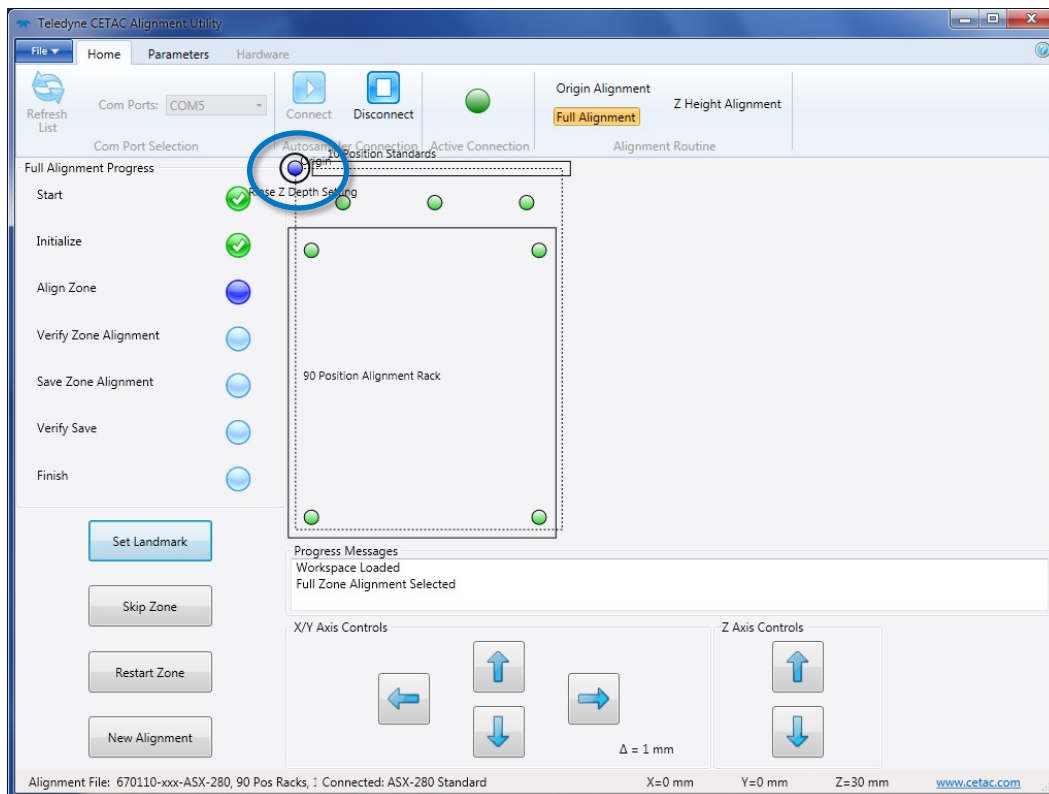 Teledyne CETAC Alignment Utility
File Home Parameters Hardware
Refresh List
Com Ports: COM5
Connect Disconnect
Origin Alignment
Full Alignment
Z Height Alignment
Com Port Selection Autosampler Connection Active Connection Alignment Routine
Full Alignment Progress
Start
Initialize
Align Zone
Verify Zone Alignment
Save Zone Alignment
Verify Save
Finish
Set Landmark
Skip Zone
Restart Zone
New Alignment
10 Position Standards
Origin
Rinse Z Depth Setting
90 Position Alignment Rack
Progress Messages
Workspace Loaded
Full Zone Alignment Selected
X/Y Axis Controls
Δ = 1 mm
Z Axis Controls
Alignment File: 670110-xxx-ASX-280, 90 Pos Racks, 1 Connected: ASX-280 Standard X=0 mm Y=0 mm Z=30 mm www.cetac.com